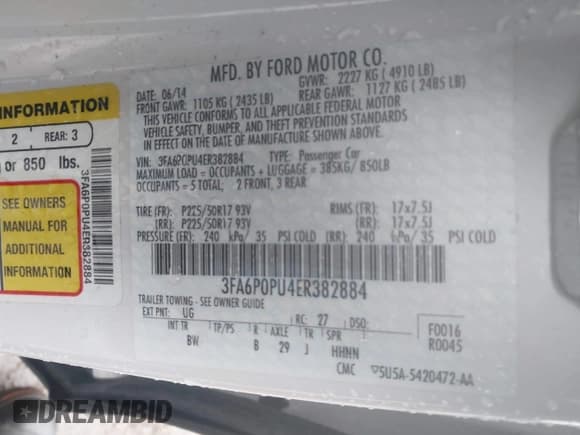 MFD. BY FORD MOTOR CO.
DATE: 06/14
GVWR: 2227 KG ( 4910 LB)
FRONT GAWR: 1105 KG ( 2435 LB)
REAR GAWR: 1127 KG ( 2485 LB)
THIS VEHICLE CONFORMS TO ALL APPLICABLE FEDERAL MOTOR
VEHICLE SAFETY, BUMPER, AND THEFT PREVENTION STANDARDS
IN EFFECT ON THE DATE OF MANUFACTURE SHOWN ABOVE.
VIN: 3FA6P0PU4ER382884 TYPE: Passenger Car
MAXIMUM LOAD = OCCUPANTS + LUGGAGE = 385KG/ 850LB
OCCUPANTS = 5 TOTAL: 2 FRONT, 3 REAR
TIRE (FR): P225/50R17 93V RIMS (FR): 17x7.5J
(RR): P225/50R17 93V (RR): 17x7.5J
PRESSURE (FR): 240 kPa/ 35 PSI COLD (RR): 240 kPa/ 35 PSI COLD
3FA6P0PU4ER382884
TRAILER TOWING - SEE OWNER GUIDE
EXT PNT: UG RC: 27 DSO:
F0016
R0045
INT TR TP/PS R AXLE TR SPR
BW B 29 J HHNN
CMC 5U5A-5420472-AA
INFORMATION
2 REAR: 3
or 850 lbs.
SEE OWNERS
MANUAL FOR
ADDITIONAL
INFORMATION
3FA6P0PU4ER382884
DREAMBID